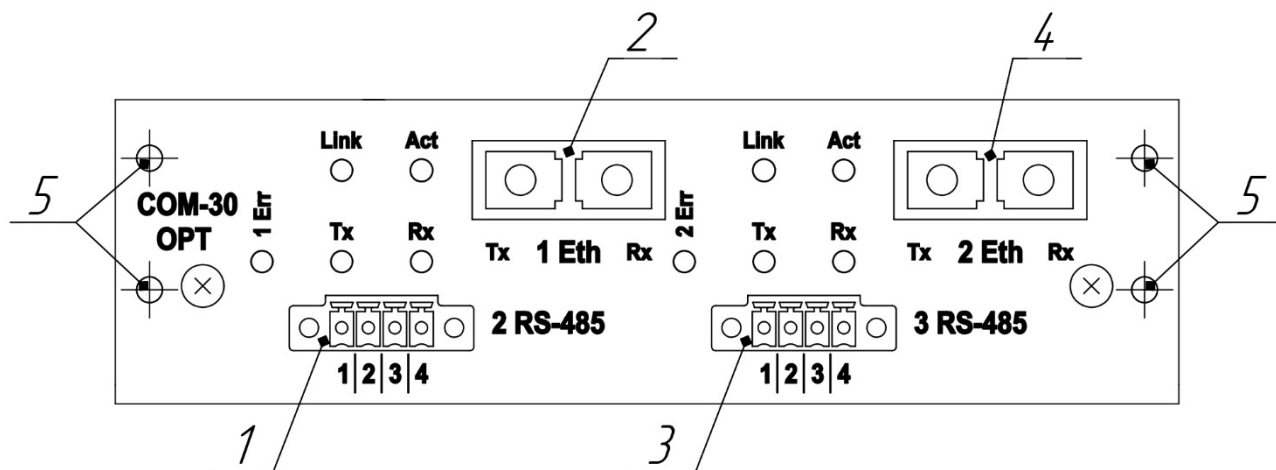 2
4
Link
Act
Link
Act
5
COM-30
OPT
1 Err
Tx
Rx
Tx
1 Eth
Rx
2 Err
Tx
Rx
Tx
2 Eth
Rx
5
2 RS-485
3 RS-485
1|2|3|4
1|2|3|4
1
3